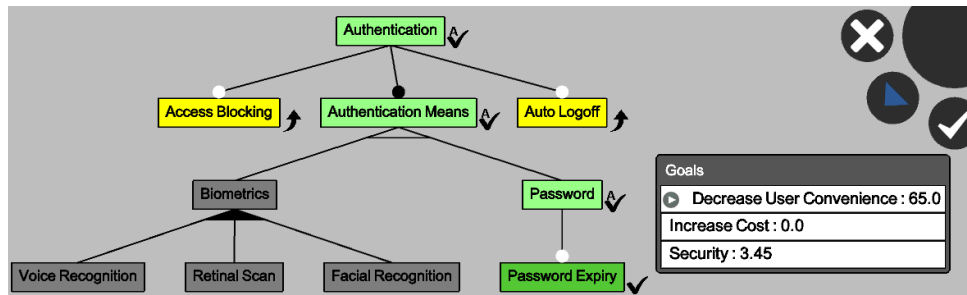 Authentication A
Access Blocking
Authentication Means A
Auto Logoff
Biometrics
Password A
Voice Recognition
Retinal Scan
Facial Recognition
Password Expiry
Goals
Decrease User Convenience : 65.0
Increase Cost : 0.0
Security : 3.45